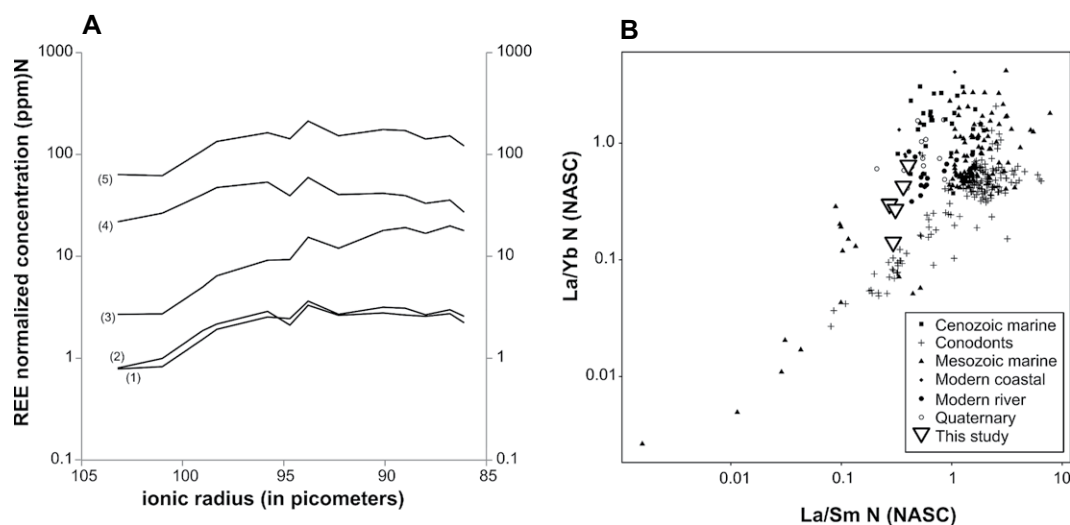 A
REE normalized concentration (ppm)N
1000
100
10
1
0.1
1000
100
10
1
0.1
(5)
(4)
(3)
(2)
(1)
105
100
95
90
85
ionic radius (in picometers)
B
La/Yb N (NASC)
1.0
0.1
0.01
Cenozoic marine
Conodonts
Mesozoic marine
Modern coastal
Modern river
Quaternary
This study
0.01
0.1
1
10
La/Sm N (NASC)